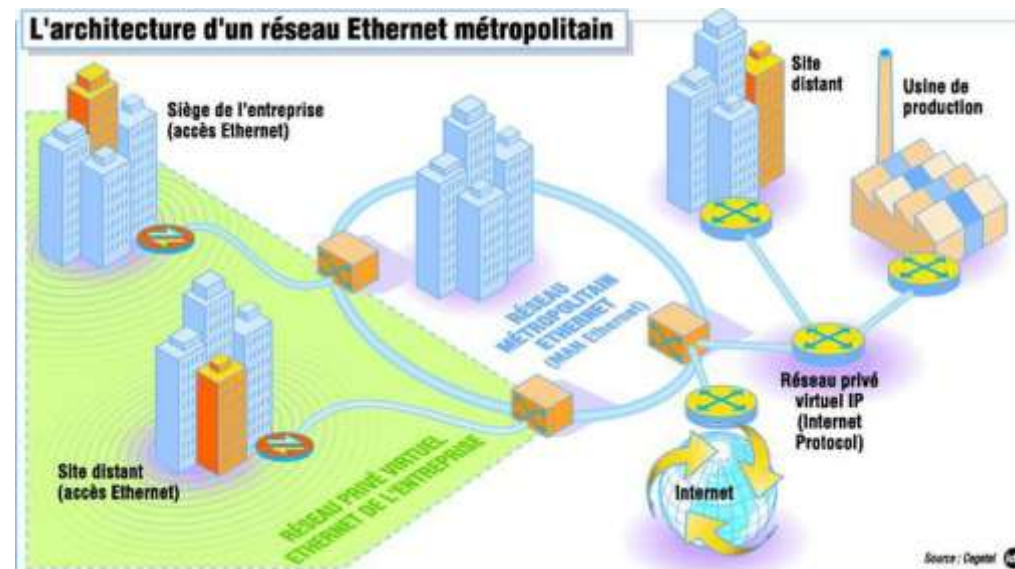 L'architecture d'un réseau Ethernet métropolitain
Siège de l'entreprise
(accès Ethernet)
Site
distant
Usine de
production
RÉSEAU
MÉTROPOLITAIN
ETHERNET
(MAN Ethernet)
Réseau privé
virtuel IP
(Internet
Protocol)
Site distant
(accès Ethernet)
RÉSEAU PRIVÉ VIRTUEL
ETHERNET DE L'ENTREPRISE
Internet
Source : Cegetel